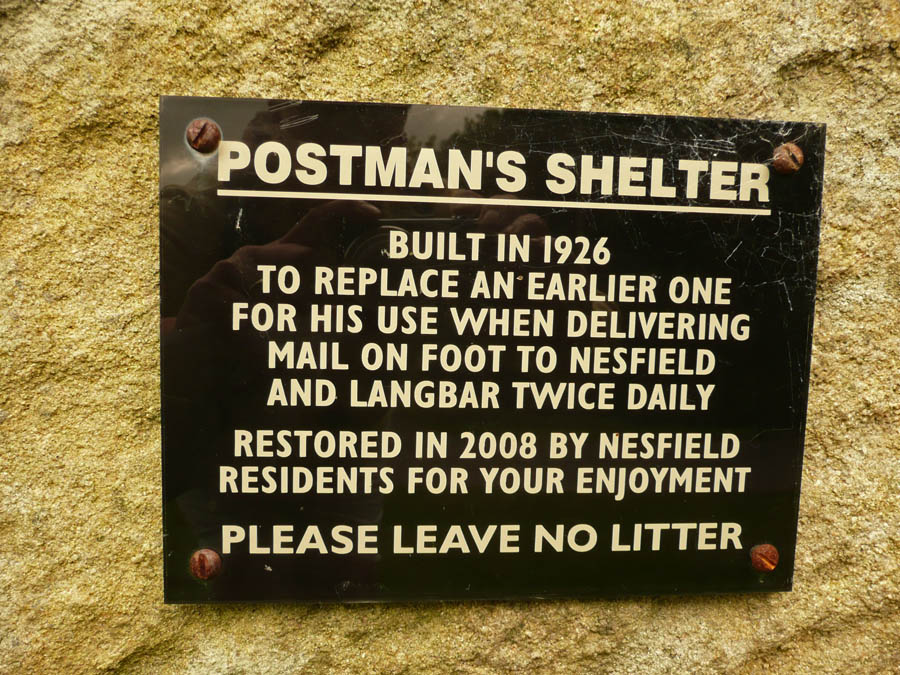 POSTMAN'S SHELTER
BUILT IN 1926
TO REPLACE AN EARLIER ONE
FOR HIS USE WHEN DELIVERING
MAIL ON FOOT TO NESFIELD
AND LANGBAR TWICE DAILY
RESTORED IN 2008 BY NESFIELD
RESIDENTS FOR YOUR ENJOYMENT
PLEASE LEAVE NO LITTER